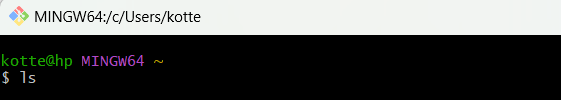 MINGW64:/c/Users/kotte
kotte@hp MINGW64 ~
$ ls